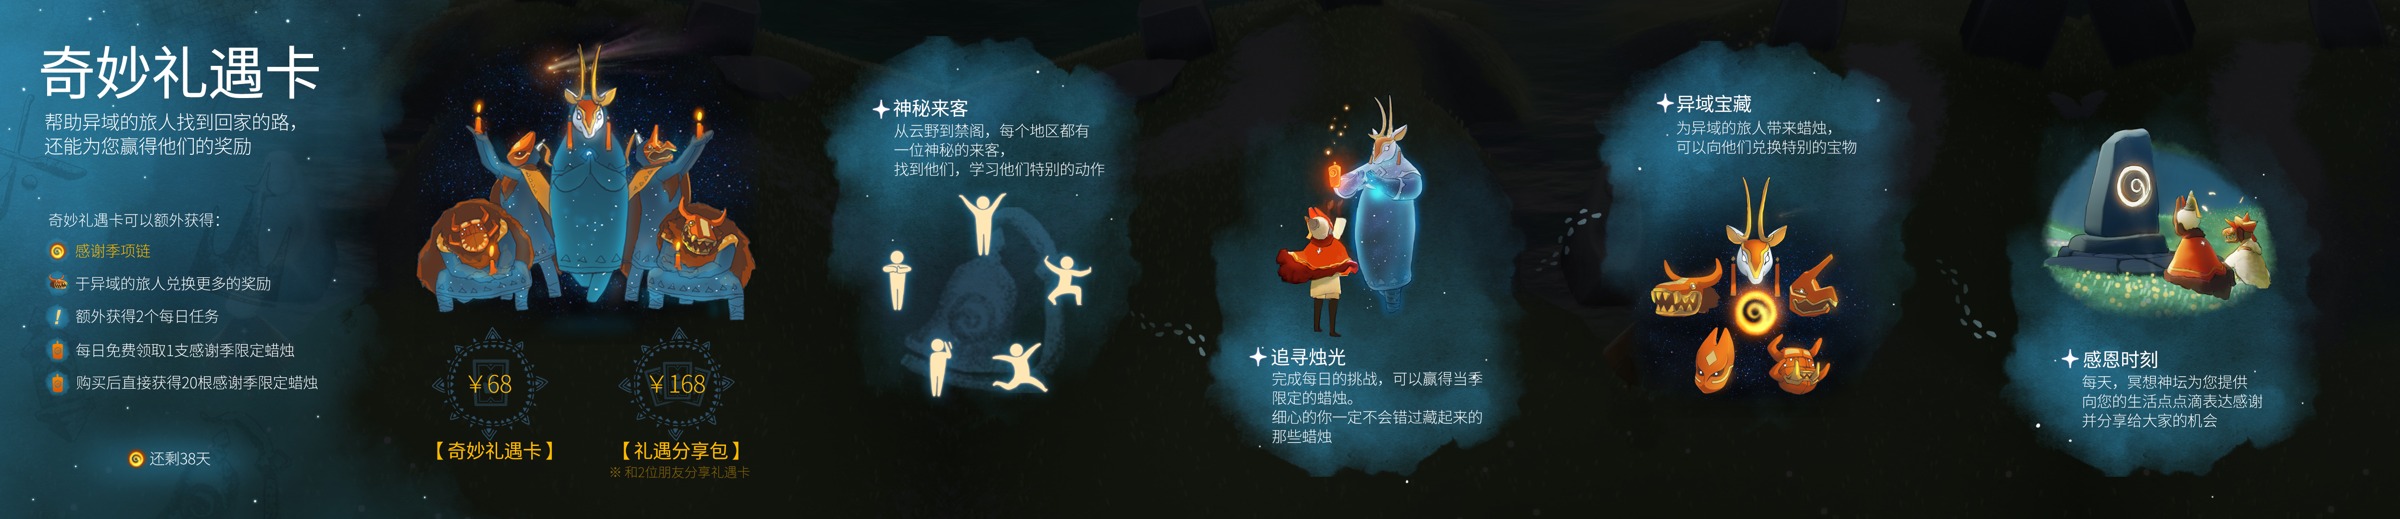 奇妙礼遇卡
帮助异域的旅人找到回家的路，
还能为您赢得他们的奖励
奇妙礼遇卡可以额外获得：
感谢季项链
于异域的旅人兑换更多的奖励
额外获得2个每日任务
每日免费领取1支感谢季限定蜡烛
购买后直接获得20根感谢季限定蜡烛
还剩38天
￥68
【奇妙礼遇卡】
￥168
【礼遇分享包】
※ 和2位朋友分享礼遇卡
神秘来客
从云野到禁阁，每个地区都有
一位神秘的来客，
找到他们，学习他们特别的动作
追寻烛光
完成每日的挑战，可以赢得当季
限定的蜡烛。
细心的你一定不会错过藏起来的
那些蜡烛
异域宝藏
为异域的旅人带来蜡烛，
可以向他们兑换特别的宝物
感恩时刻
每天，冥想神坛为您提供
向您的生活点点滴表达感谢
并分享给大家的机会